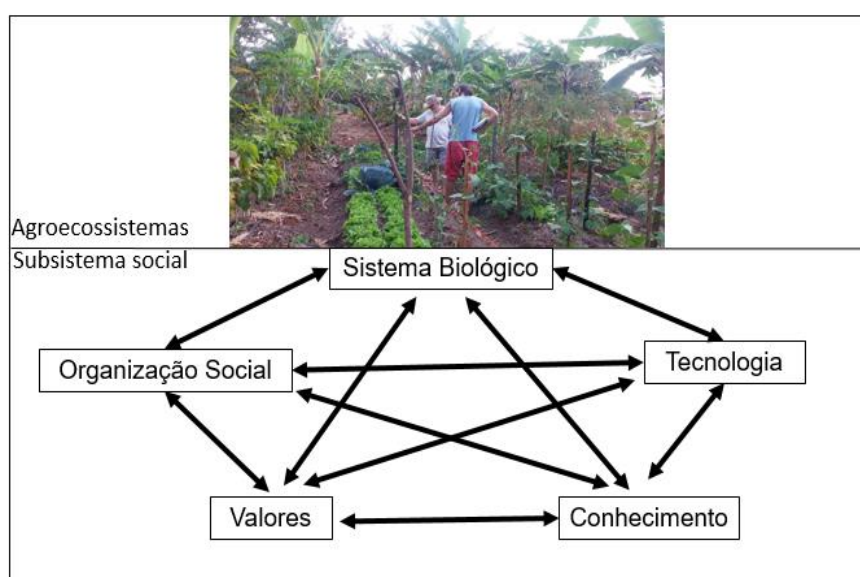 Agroecossistemas
Subsistema social
Sistema Biológico
Organização Social
Tecnologia
Valores
Conhecimento